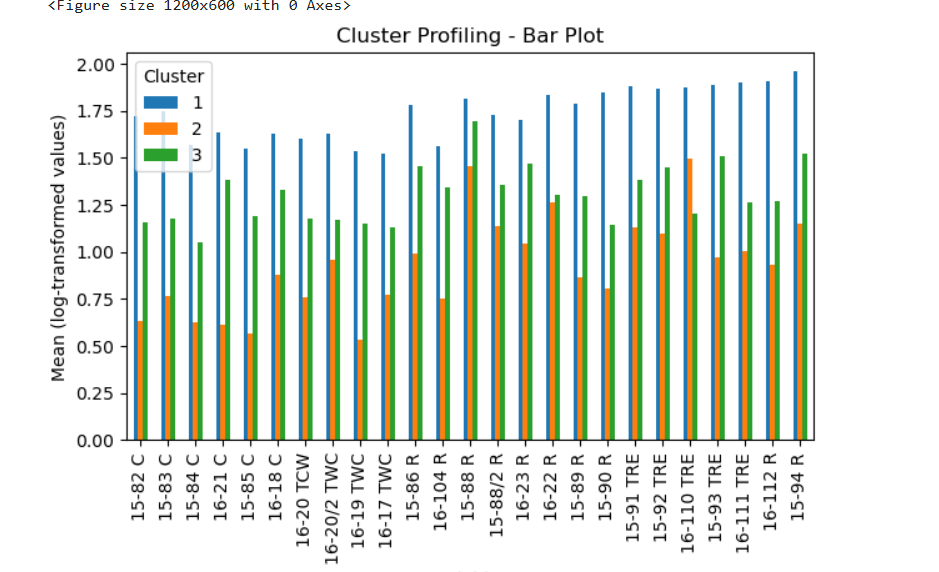 <Figure size 1200x600 with 0 Axes>
Cluster Profiling - Bar Plot
Mean (log-transformed values)
2.00
1.75
1.50
1.25
1.00
0.75
0.50
0.25
0.00
Cluster
1
2
3
15-82 C
15-83 C
15-84 C
16-21 C
15-85 C
16-18 C
16-20 TCW
16-20/2 TWC
16-19 TWC
16-17 TWC
15-86 R
16-104 R
15-88 R
15-88/2 R
16-23 R
16-22 R
15-89 R
15-90 R
15-91 TRE
15-92 TRE
16-110 TRE
15-93 TRE
16-111 TRE
16-112 R
15-94 R